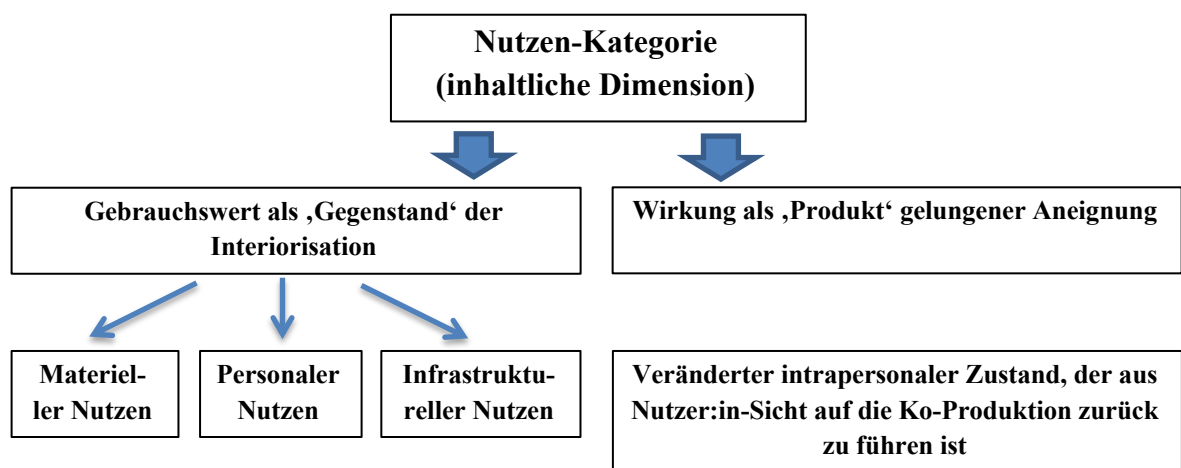 Nutzen-Kategorie
(inhaltliche Dimension)
Gebrauchswert als ‚Gegenstand‘ der
Interiorisation
Wirkung als ‚Produkt‘ gelungener Aneignung
Materiel-
ler Nutzen
Personaler
Nutzen
Infrastruktu-
reller Nutzen
Veränderter intrapersonaler Zustand, der aus
Nutzer:in-Sicht auf die Ko-Produktion zurück
zu führen ist